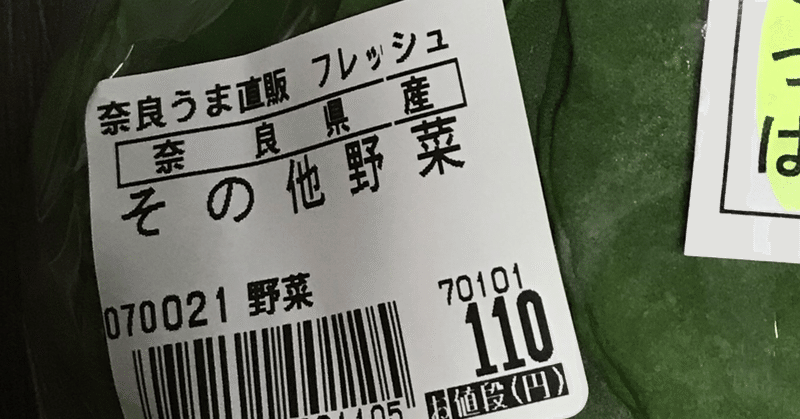 奈良うま直販 フレッシュ
奈良県産
その他野菜
070021 野菜
70101
110
お値段(円)